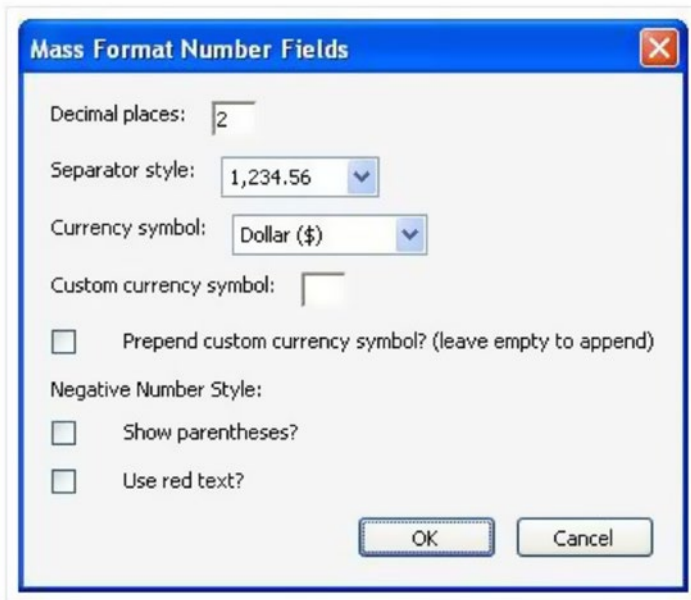 Mass Format Number Fields
Decimal places: 2
Separator style: 1,234.56
Currency symbol: Dollar ($)
Custom currency symbol:
Prepend custom currency symbol? (leave empty to append)
Negative Number Style:
Show parentheses?
Use red text?
OK Cancel